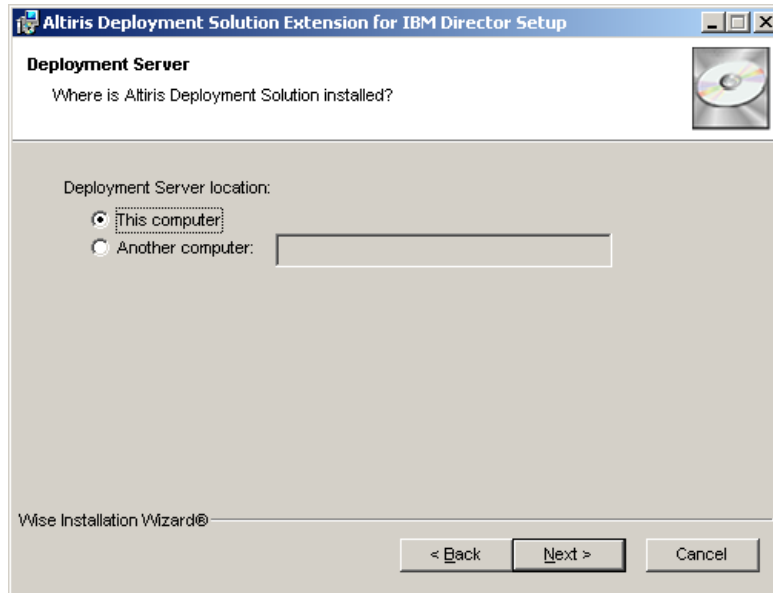 Altiris Deployment Solution Extension for IBM Director Setup
Deployment Server
Where is Altiris Deployment Solution installed?
Deployment Server location:
This computer
Another computer:
Wise Installation Wizard®
< Back Next > Cancel